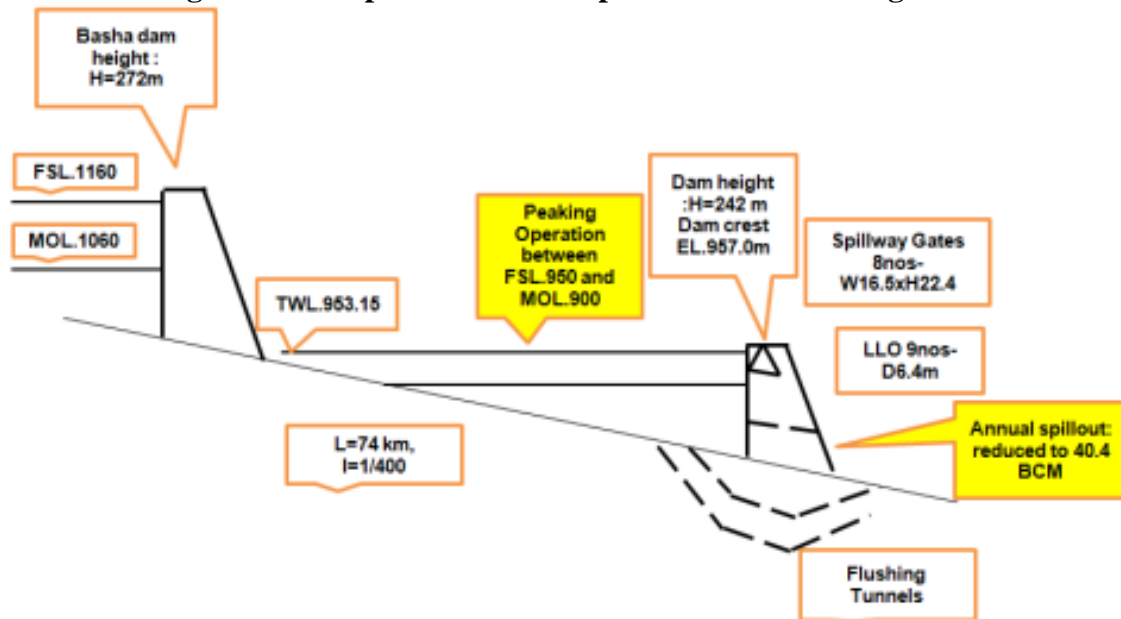 Basha dam
height :
H=272m
FSL.1160
MOL.1060
TWL.953.15
Peaking
Operation
between
FSL.950 and
MOL.900
Dam height
:H=242 m
Dam crest
EL.957.0m
Spillway Gates
8nos-
W16.5xH22.4
LLO 9nos-
D6.4m
Annual spillout:
reduced to 40.4
BCM
L=74 km,
I=1/400
Flushing
Tunnels